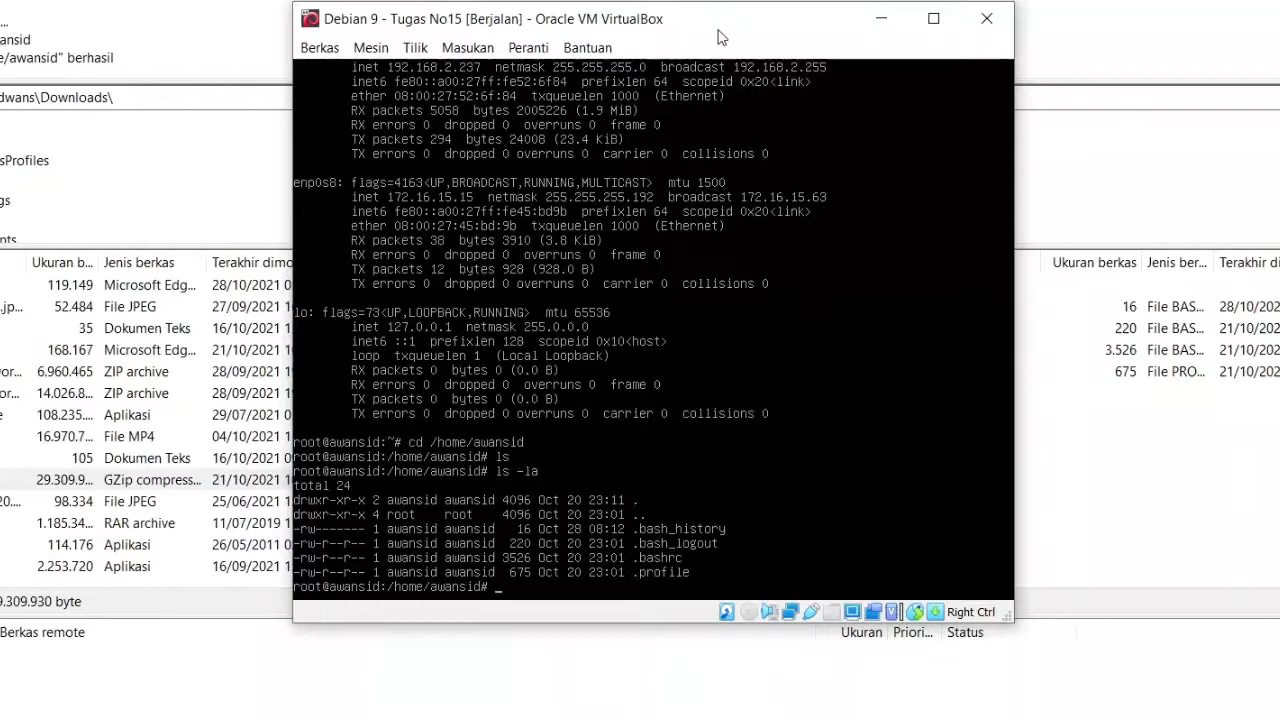 ...
ansid
e/awansid" berhasil
dwans\Downloads\
sProfiles
gs
nts
Ukuran b... Jenis berkas Terakhir dimo
119.149 Microsoft Edg... 28/10/2021 0
.jp... 52.484 File JPEG 27/09/2021 1
35 Dokumen Teks 16/10/2021 1
168.167 Microsoft Edg... 16/10/2021 1
wor... 6.960.465 ZIP archive 28/09/2021 1
or... 14.026.8... ZIP archive 28/09/2021 1
e 108.235... Aplikasi 29/07/2021 0
16.970.7... File MP4 04/10/2021 1
105 Dokumen Teks 16/10/2021 1
29.309.9... GZip compress... 21/10/2021 1
20... 98.334 File JPEG 25/06/2021 1
1.185.34... RAR archive 11/07/2019 1
114.176 Aplikasi 26/05/2011 0
2.253.720 Aplikasi 16/09/2021 1
9.309.930 byte
Berkas remote
Debian 9 - Tugas No15 [Berjalan] - Oracle VM VirtualBox
Berkas Mesin Tilik Masukan Peranti Bantuan
inet 192.168.2.237 netmask 255.255.255.0 broadcast 192.168.2.255
inet6 fe80::a00:27ff:fe52:6f84 prefixlen 64 scopeid 0x20<link>
ether 08:00:27:52:6f:84 txqueuelen 1000 (Ethernet)
RX packets 5058 bytes 2005226 (1.9 MiB)
RX errors 0 dropped 0 overruns 0 frame 0
TX packets 294 bytes 24008 (23.4 KiB)
TX errors 0 dropped 0 overruns 0 carrier 0 collisions 0
enp0s8: flags=4163<UP,BROADCAST,RUNNING,MULTICAST> mtu 1500
inet 172.16.15.15 netmask 255.255.255.192 broadcast 172.16.15.63
inet6 fe80::a00:27ff:fe45:bd9b prefixlen 64 scopeid 0x20<link>
ether 08:00:27:45:bd:9b txqueuelen 1000 (Ethernet)
RX packets 38 bytes 3910 (3.8 KiB)
RX errors 0 dropped 0 overruns 0 frame 0
TX packets 12 bytes 928 (928.0 B)
TX errors 0 dropped 0 overruns 0 carrier 0 collisions 0
lo: flags=73<UP,LOOPBACK,RUNNING> mtu 65536
inet 127.0.0.1 netmask 255.0.0.0
inet6 ::1 prefixlen 128 scopeid 0x10<host>
loop txqueuelen 1 (Local Loopback)
RX packets 0 bytes 0 (0.0 B)
RX errors 0 dropped 0 overruns 0 frame 0
TX packets 0 bytes 0 (0.0 B)
TX errors 0 dropped 0 overruns 0 carrier 0 collisions 0
root@awansid:~# cd /home/awansid
root@awansid:/home/awansid# ls
root@awansid:/home/awansid# ls -la
total 24
drwxr-xr-x 2 awansid awansid 4096 Oct 20 23:11 .
drwxr-xr-x 4 root root 4096 Oct 20 23:01 ..
-rw------- 1 awansid awansid 16 Oct 28 08:12 .bash_history
-rw-r--r-- 1 awansid awansid 220 Oct 20 23:01 .bash_logout
-rw-r--r-- 1 awansid awansid 3526 Oct 20 23:01 .bashrc
-rw-r--r-- 1 awansid awansid 675 Oct 20 23:01 .profile
root@awansid:/home/awansid# _
Right Ctrl
Ukuran berkas Jenis ber... Terakhir di
16 File BAS... 28/10/202
220 File BAS... 21/10/202
3.526 File BAS... 21/10/202
675 File PRO... 21/10/202
Ukuran Priori... Status